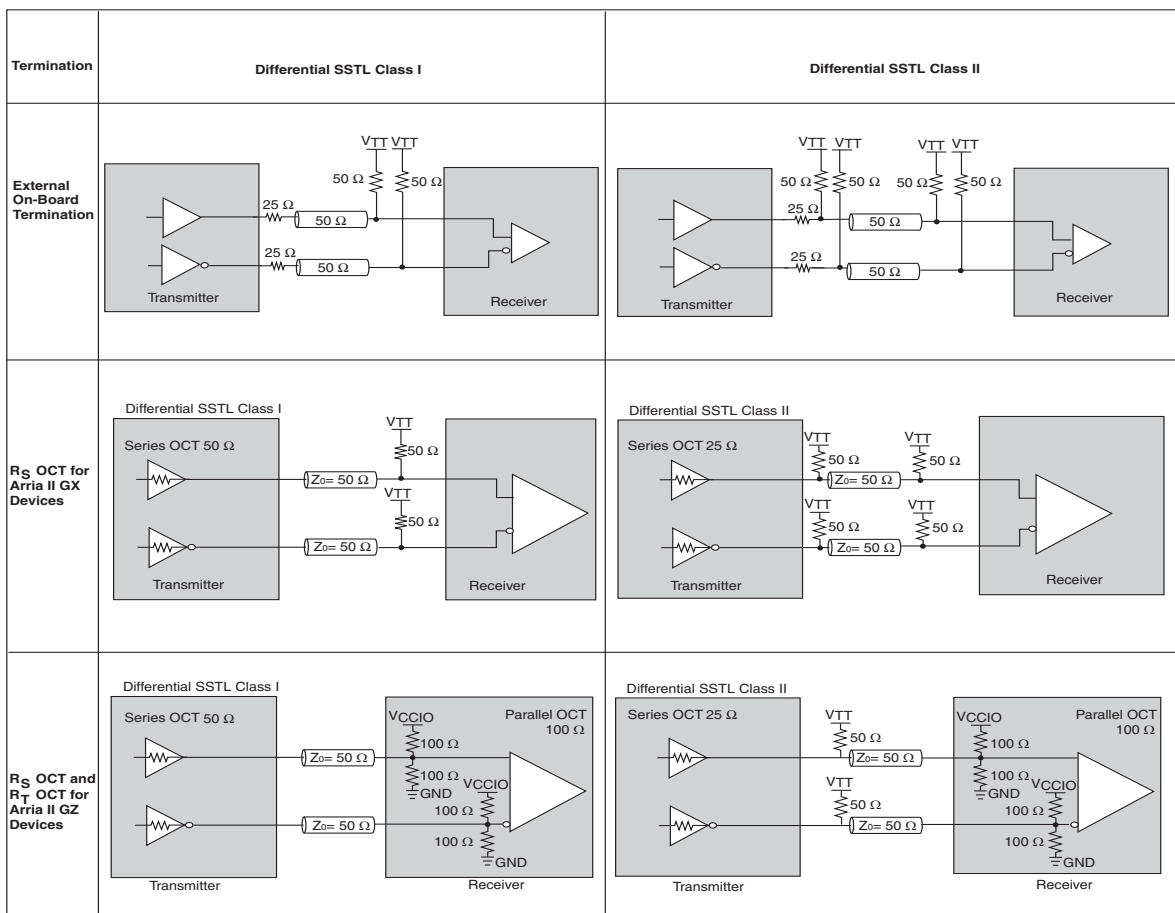 Termination
Differential SSTL Class I
Differential SSTL Class II
External
On-Board
Termination
VTT VTT
50 Ω 50 Ω
25 Ω
50 Ω
25 Ω
50 Ω
Transmitter
Receiver
VTT VTT VTT VTT
50 Ω 50 Ω 50 Ω 50 Ω
25 Ω
50 Ω
25 Ω
50 Ω
Transmitter
Receiver
RS OCT for
Arria II GX
Devices
Differential SSTL Class I
Series OCT 50 Ω
VTT
50 Ω
Z0= 50 Ω
VTT
50 Ω
Z0= 50 Ω
Transmitter
Receiver
Differential SSTL Class II
Series OCT 25 Ω
VTT VTT
50 Ω 50 Ω
Z0= 50 Ω
VTT VTT
50 Ω 50 Ω
Z0= 50 Ω
Transmitter
Receiver
RS OCT and
RT OCT for
Arria II GZ
Devices
Differential SSTL Class I
Series OCT 50 Ω
Z0= 50 Ω
Z0= 50 Ω
Transmitter
VCCIO
Parallel OCT
100 Ω
100 Ω
100 Ω
GND
VCCIO
100 Ω
100 Ω
GND
Receiver
Differential SSTL Class II
Series OCT 25 Ω
VTT
50 Ω
Z0= 50 Ω
VTT
50 Ω
Z0= 50 Ω
Transmitter
VCCIO
Parallel OCT
100 Ω
100 Ω
100 Ω
GND
VCCIO
100 Ω
100 Ω
GND
Receiver